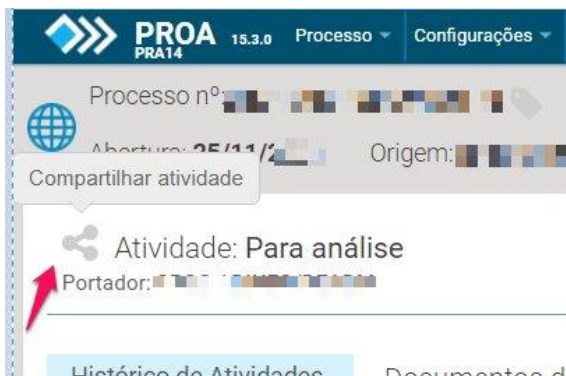 PROA 15.3.0 Processo Configurações
PRA14
Processo nº:
Abertura: 25/11/2 Origem:
Compartilhar atividade
Atividade: Para análise
Portador:
Histórico de Atividades Documentos d